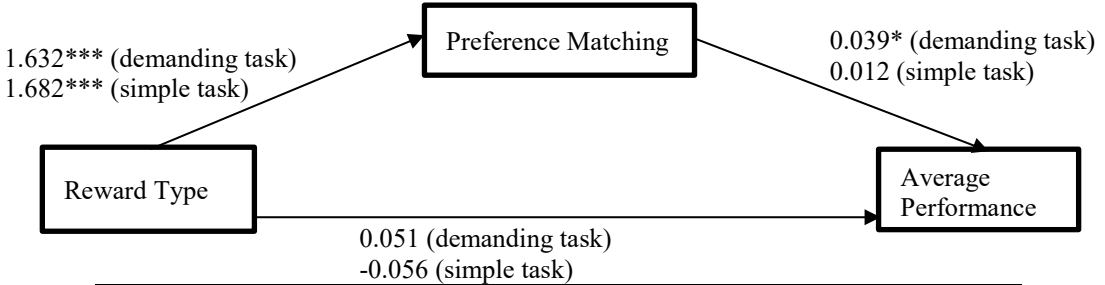 Preference Matching
1.632*** (demanding task)
1.682*** (simple task)
0.039* (demanding task)
0.012 (simple task)
Reward Type
Average
Performance
0.051 (demanding task)
-0.056 (simple task)